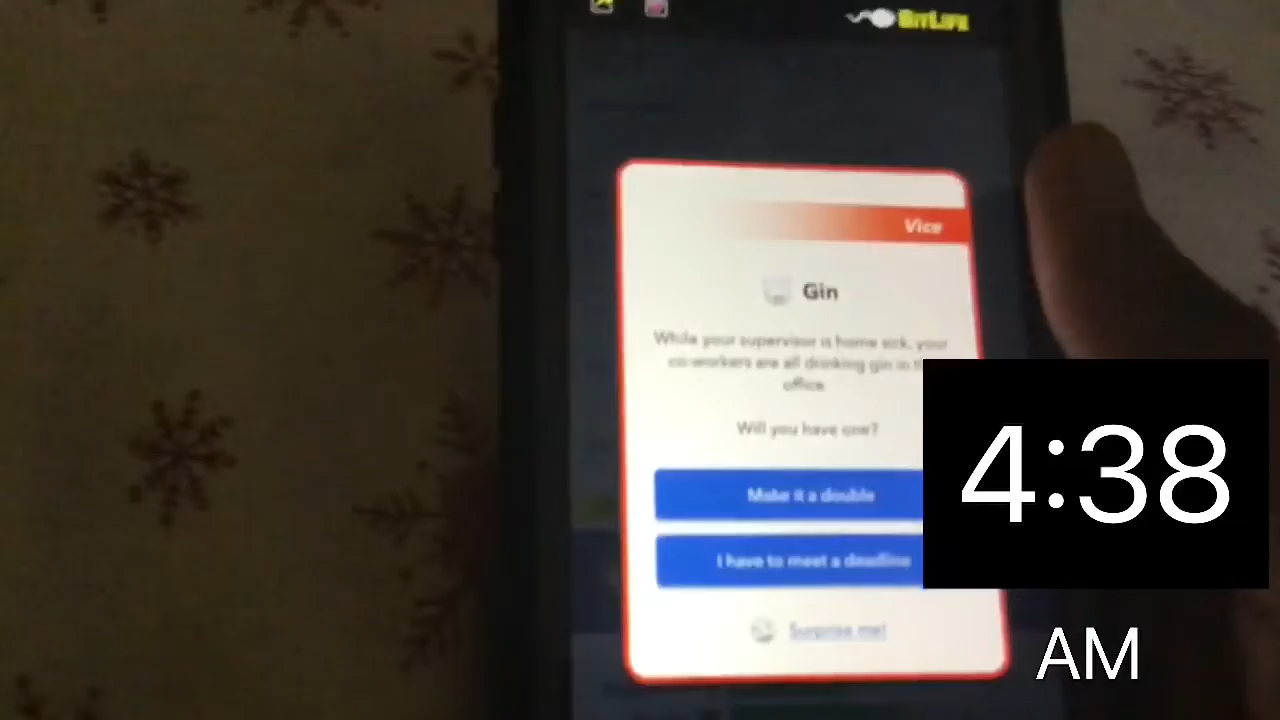 BitLife
Vice
Gin
While your supervisor is home sick, your
co-workers are all drinking gin in th
office.
Will you have one?
Make it a double
I have to meet a deadline
Surprise me!
4:38
AM